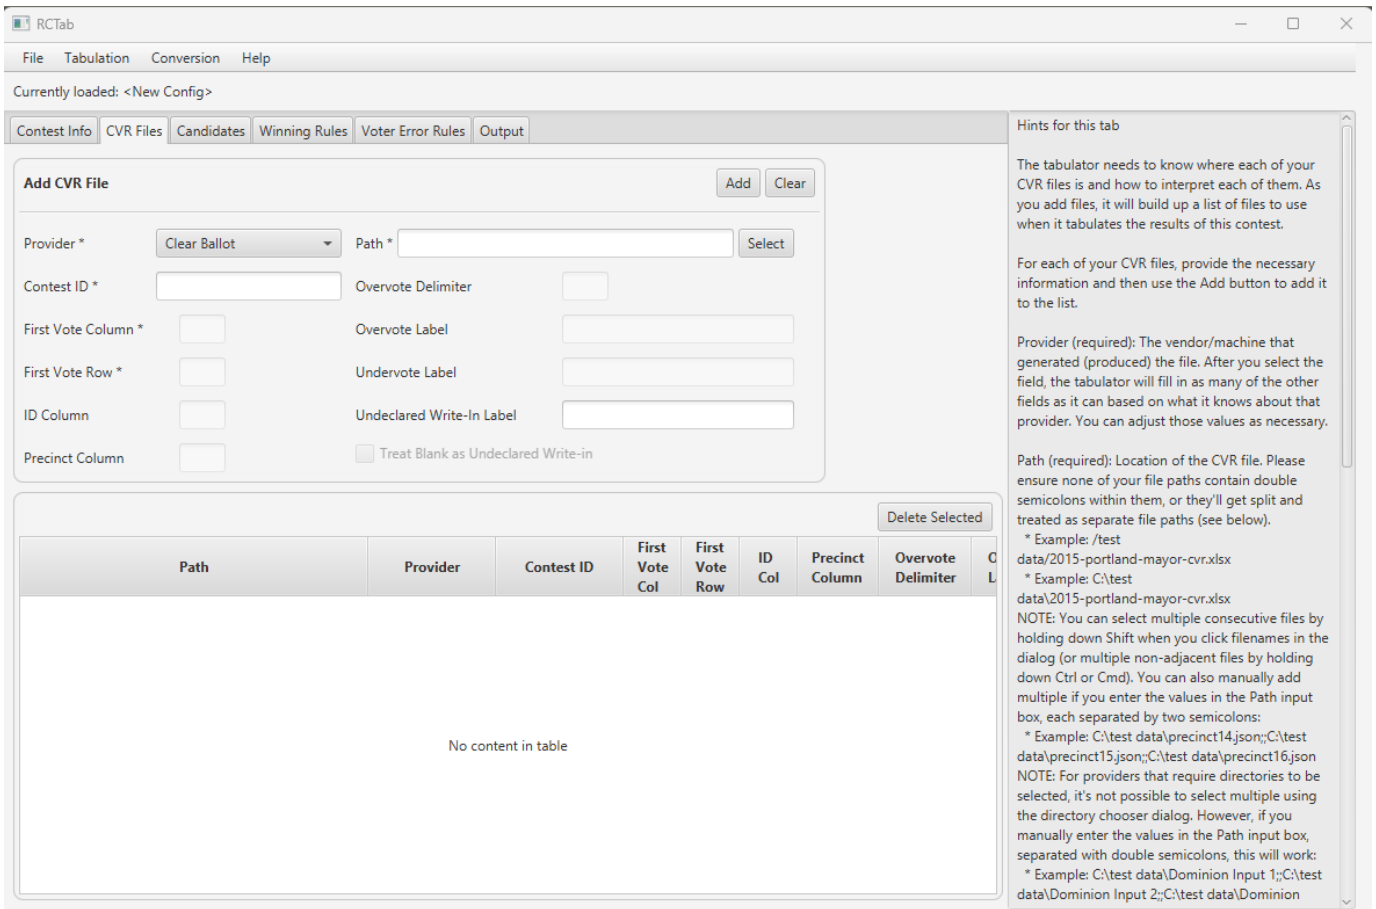 RCTab
File Tabulation Conversion Help
Currently loaded: <New Config>
Contest Info CVR Files Candidates Winning Rules Voter Error Rules Output
Add CVR File
Add Clear
Provider * Clear Ballot Path * Select
Contest ID * Overvote Delimiter
First Vote Column * Overvote Label
First Vote Row * Undervote Label
ID Column Undeclared Write-In Label
Precinct Column Treat Blank as Undeclared Write-in
Delete Selected
Path Provider Contest ID First Vote Col First Vote Row ID Col Precinct Column Overvote Delimiter
No content in table
Hints for this tab
The tabulator needs to know where each of your
CVR files is and how to interpret each of them. As
you add files, it will build up a list of files to use
when it tabulates the results of this contest.
For each of your CVR files, provide the necessary
information and then use the Add button to add it
to the list.
Provider (required): The vendor/machine that
generated (produced) the file. After you select the
field, the tabulator will fill in as many of the other
fields as it can based on what it knows about that
provider. You can adjust those values as necessary.
Path (required): Location of the CVR file. Please
ensure none of your file paths contain double
semicolons within them, or they'll get split and
treated as separate file paths (see below).
* Example: /test
data/2015-portland-mayor-cvr.xlsx
* Example: C:\test
data\2015-portland-mayor-cvr.xlsx
NOTE: You can select multiple consecutive files by
holding down Shift when you click filenames in the
dialog (or multiple non-adjacent files by holding
down Ctrl or Cmd). You can also manually add
multiple if you enter the values in the Path input
box, each separated by two semicolons:
* Example: C:\test data\precinct14.json;;C:\test
data\precinct15.json;;C:\test data\precinct16.json
NOTE: For providers that require directories to be
selected, it's not possible to select multiple using
the directory chooser dialog. However, if you
manually enter the values in the Path input box,
separated with double semicolons, this will work:
* Example: C:\test data\Dominion Input 1;;C:\test
data\Dominion Input 2;;C:\test data\Dominion